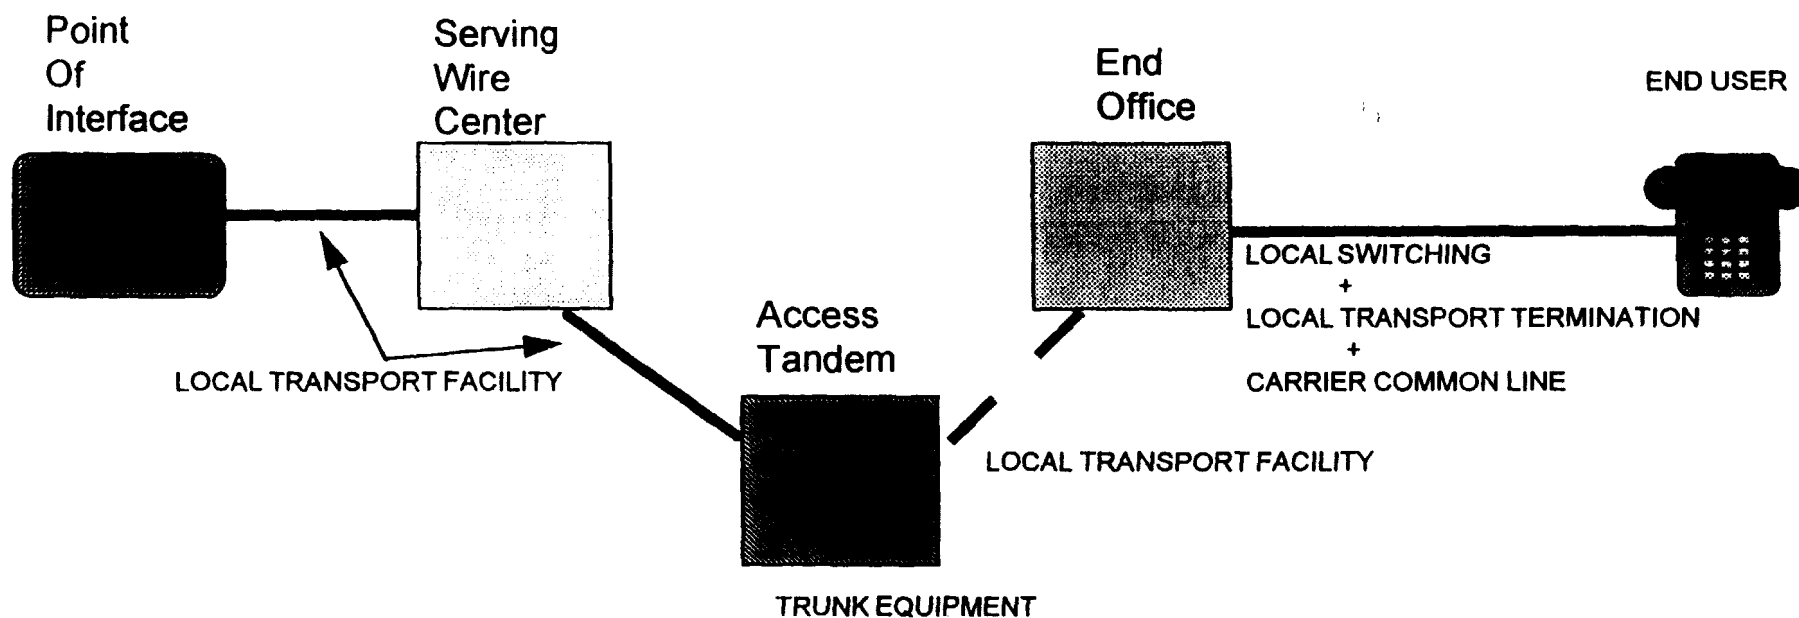 Point
Of
Interface
Serving
Wire
Center
End
Office
END USER
LOCAL SWITCHING
+
LOCAL TRANSPORT TERMINATION
+
CARRIER COMMON LINE
Access
Tandem
LOCAL TRANSPORT FACILITY
LOCAL TRANSPORT FACILITY
TRUNK EQUIPMENT